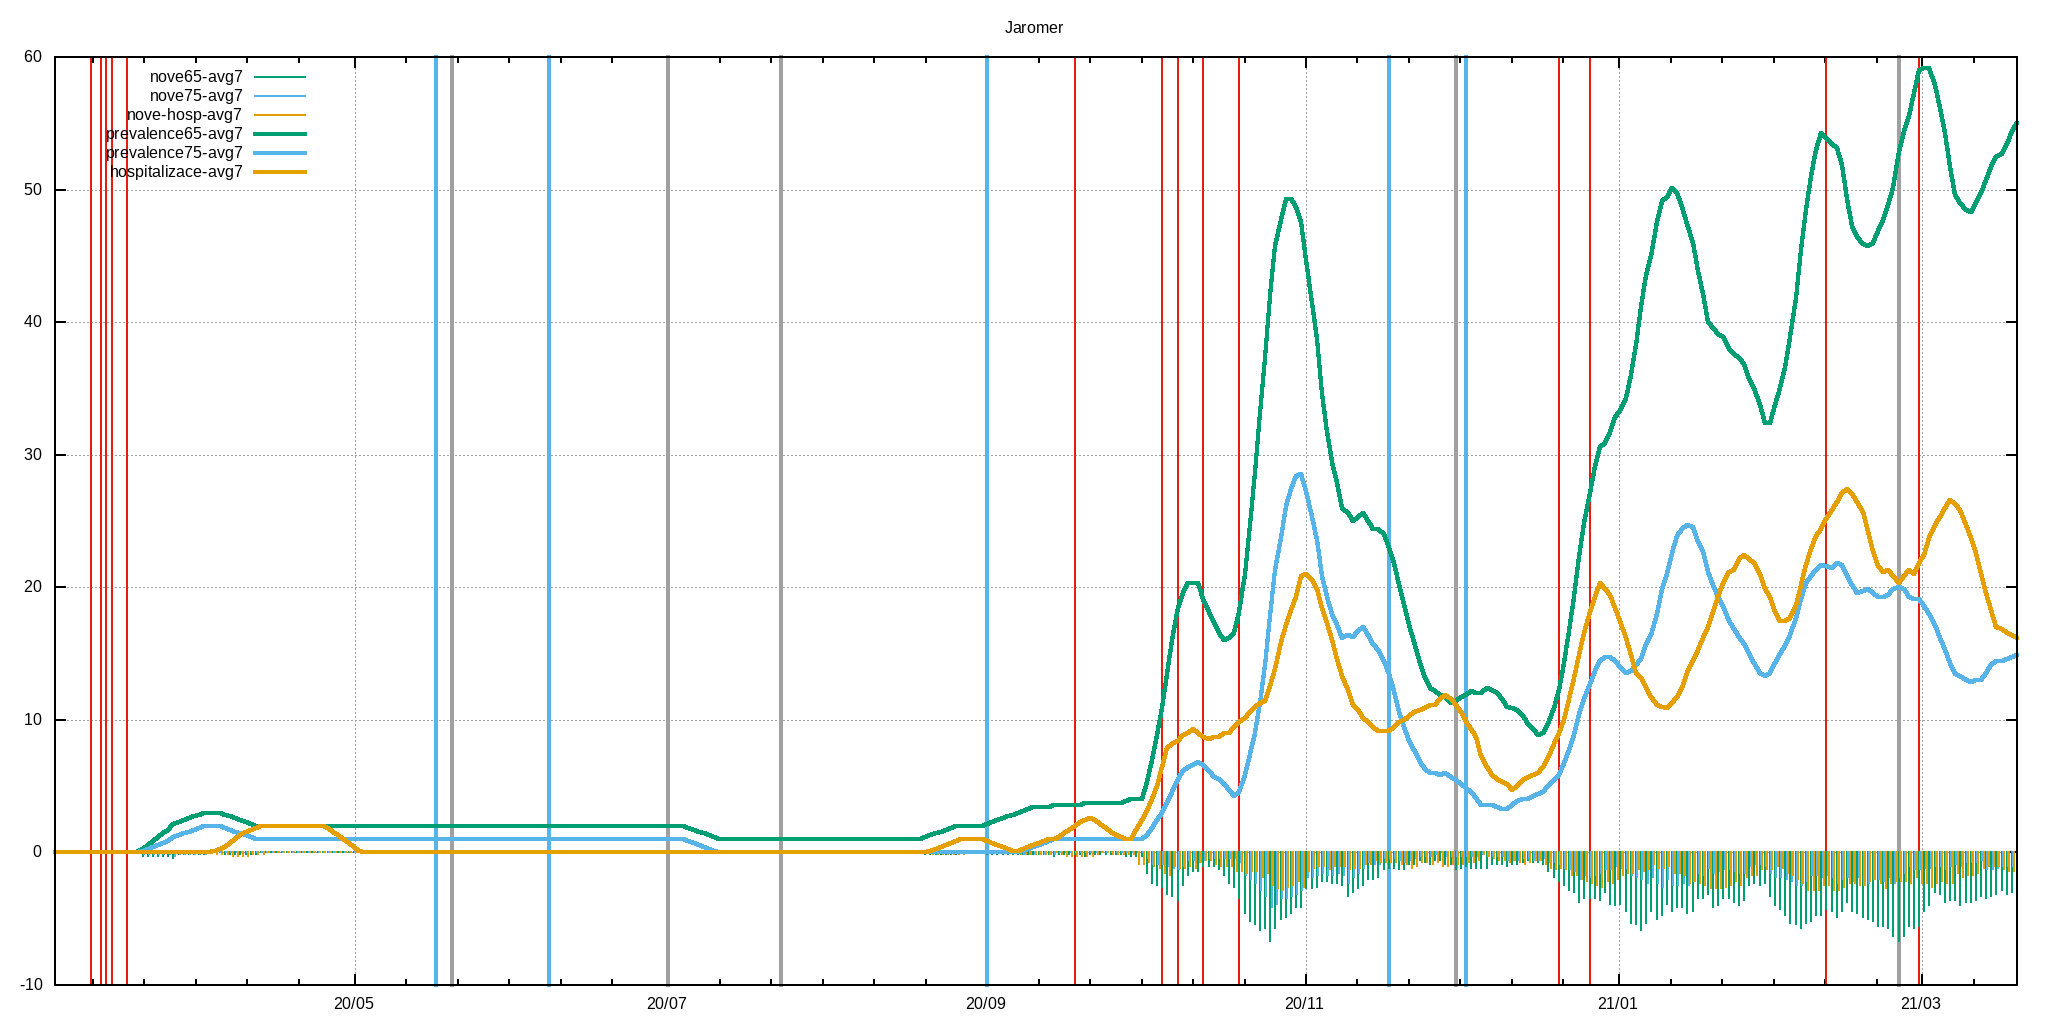 Jaromer
60
50
40
30
20
10
0
-10
nove65-avg7
nove75-avg7
nove-hosp-avg7
prevalence65-avg7
prevalence75-avg7
hospitalizace-avg7
20/05
20/07
20/09
20/11
21/01
21/03